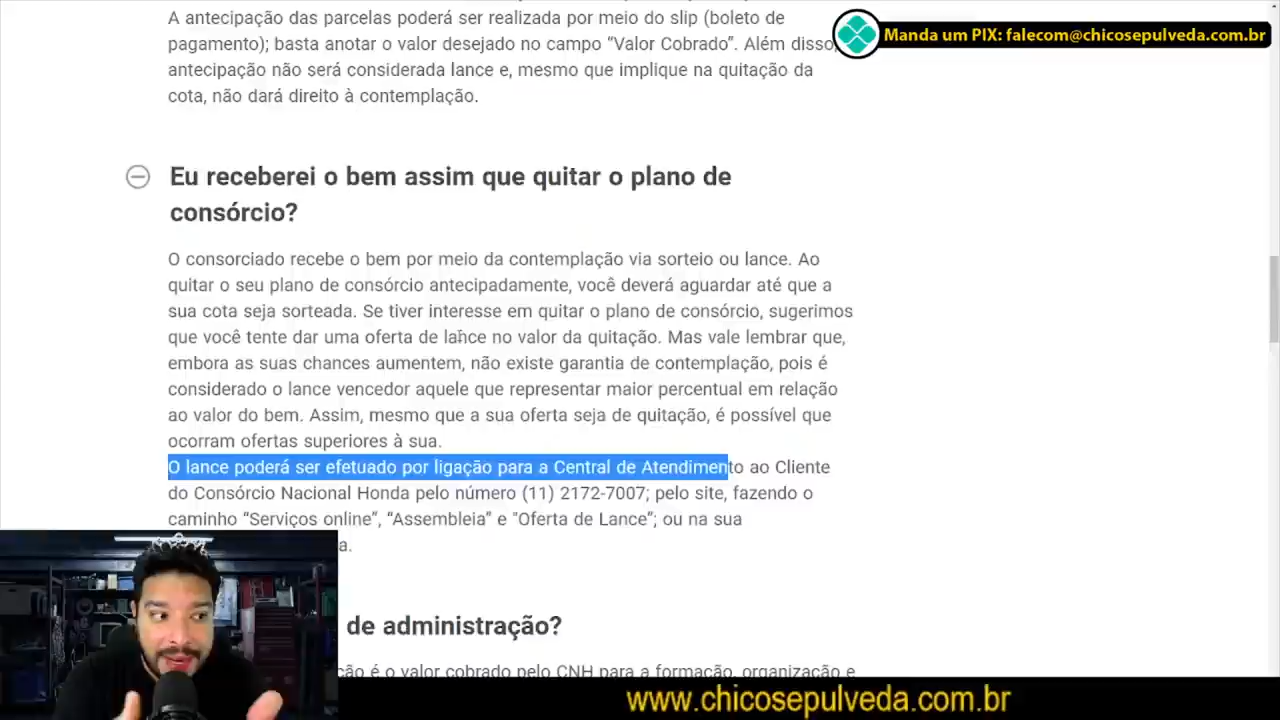 A antecipação das parcelas poderá ser realizada por meio do slip (boleto de
pagamento); basta anotar o valor desejado no campo “Valor Cobrado”. Além disso,
antecipação não será considerada lance e, mesmo que implique na quitação da
cota, não dará direito à contemplação.
Manda um PIX: falecom@chicosepulveda.com.br
Eu receberei o bem assim que quitar o plano de
consórcio?
O consorciado recebe o bem por meio da contemplação via sorteio ou lance. Ao
quitar o seu plano de consórcio antecipadamente, você deverá aguardar até que a
sua cota seja sorteada. Se tiver interesse em quitar o plano de consórcio, sugerimos
que você tente dar uma oferta de lance no valor da quitação. Mas vale lembrar que,
embora as suas chances aumentem, não existe garantia de contemplação, pois é
considerado o lance vencedor aquele que representar maior percentual em relação
ao valor do bem. Assim, mesmo que a sua oferta seja de quitação, é possível que
ocorram ofertas superiores à sua.
O lance poderá ser efetuado por ligação para a Central de Atendimento ao Cliente
do Consórcio Nacional Honda pelo número (11) 2172-7007; pelo site, fazendo o
caminho “Serviços online”, “Assembleia” e "Oferta de Lance”; ou na sua
a.
de administração?
ção é o valor cobrado pelo CNH para a formação, organização e
www.chicosepulveda.com.br